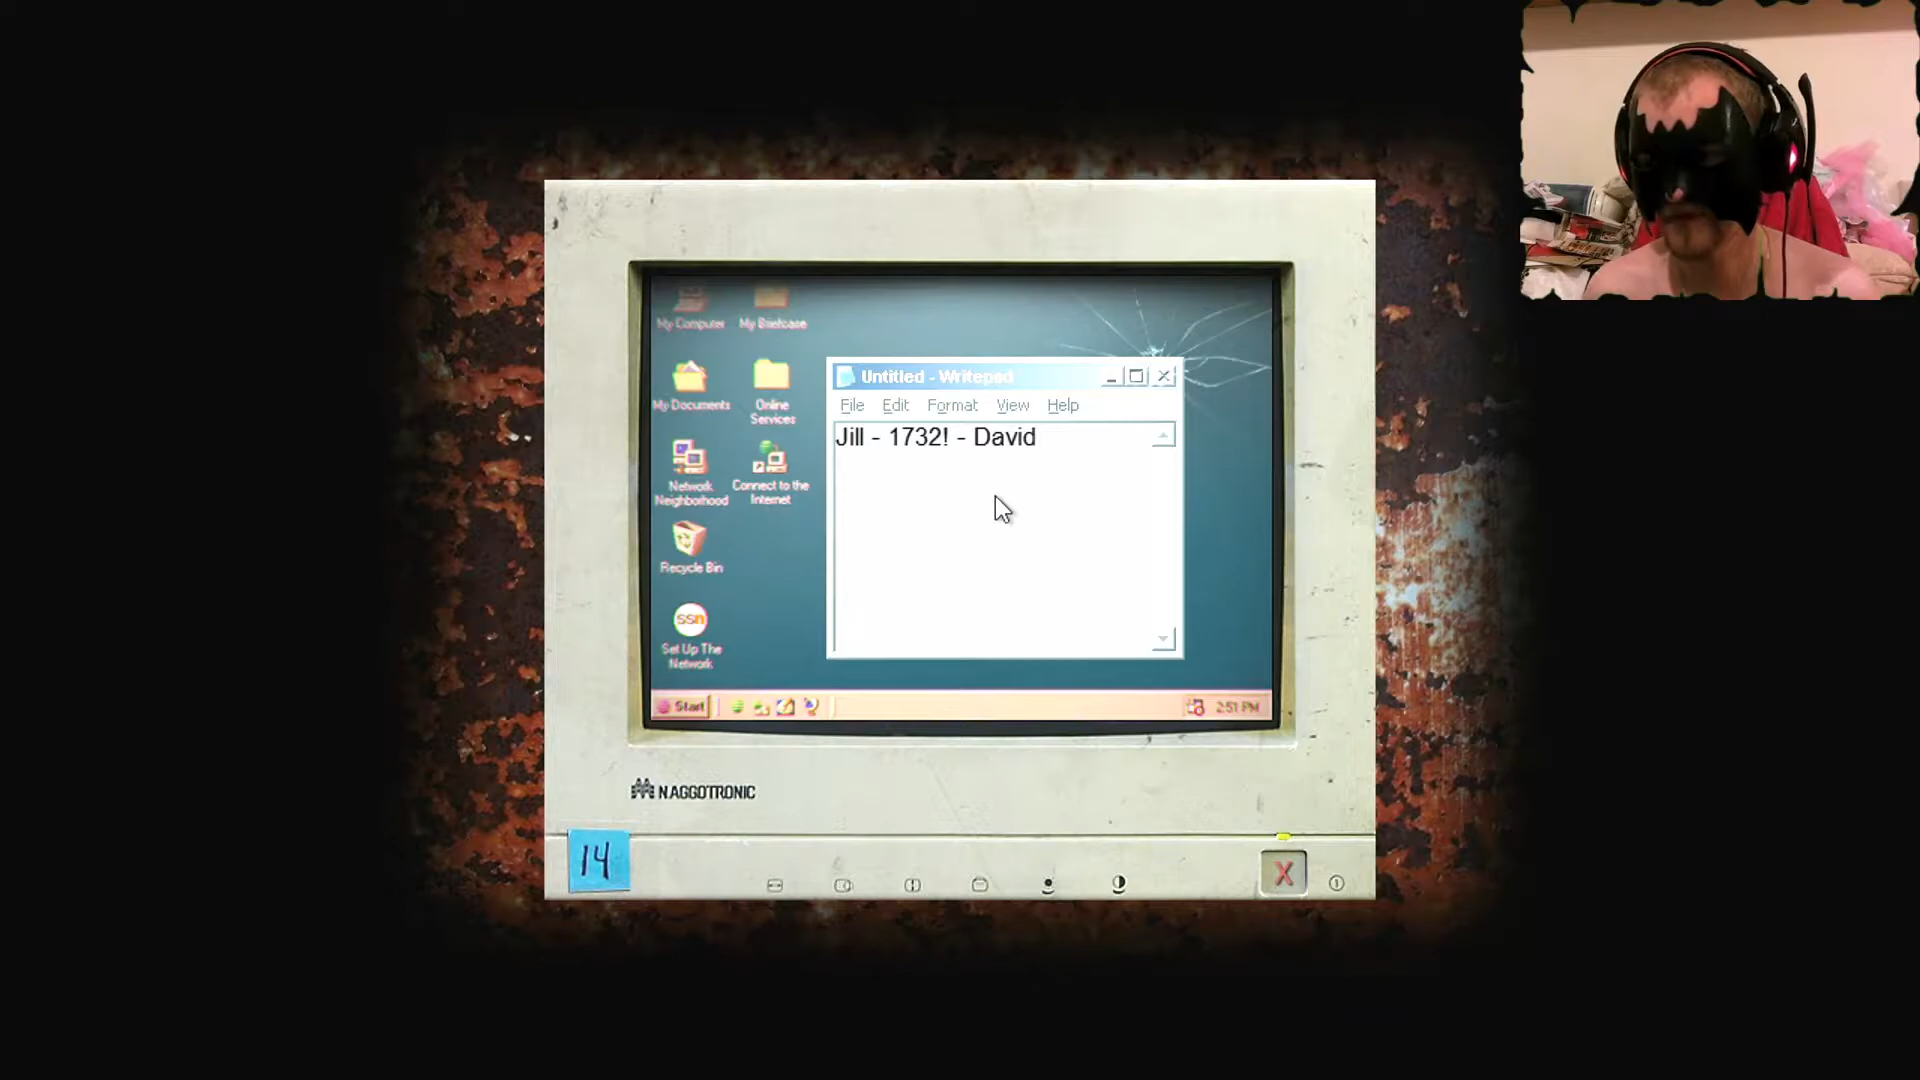 My Computer
My Briefcase
Untitled - Writepad
File Edit Format View Help
Jill - 1732! - David
My Documents
Online
Services
Network
Neighborhood
Connect to the
Internet
Recycle Bin
ssn
Set Up The
Network
Start
2:51 PM
NAGGOTRONIC
14
X